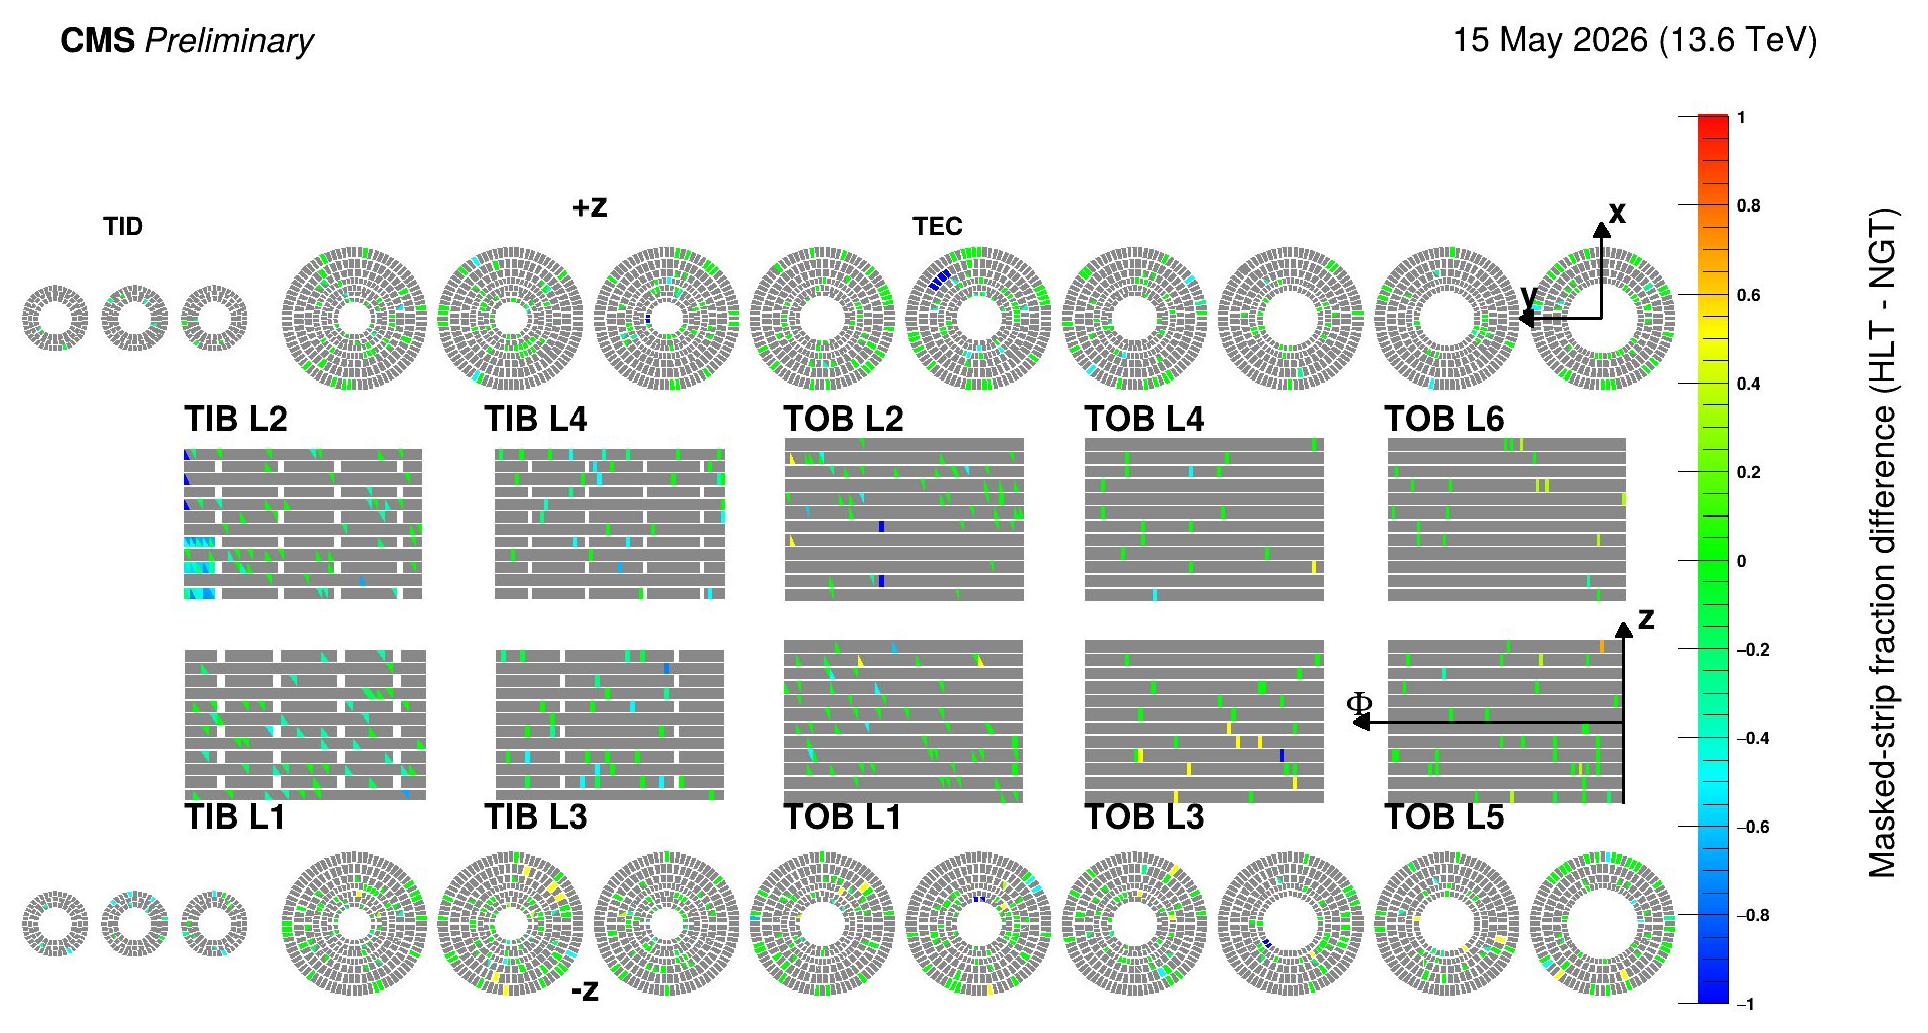 CMS Preliminary
15 May 2026 (13.6 TeV)
+z
TID
TEC
x
y
TIB L2
TIB L4
TOB L2
TOB L4
TOB L6
z
Φ
TIB L1
TIB L3
TOB L1
TOB L3
TOB L5
-z
1
0.8
0.6
0.4
0.2
0
−0.2
−0.4
−0.6
−0.8
−1
Masked-strip fraction difference (HLT - NGT)